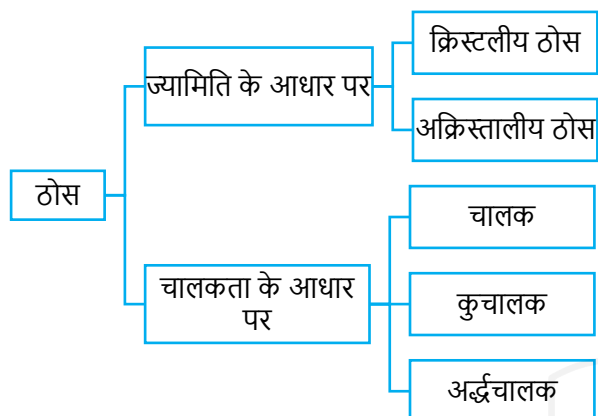 ठोस
ज्यामिति के आधार पर
क्रिस्टलीय ठोस
अक्रिस्तालीय ठोस
चालकता के आधार
पर
चालक
कुचालक
अर्द्धचालक